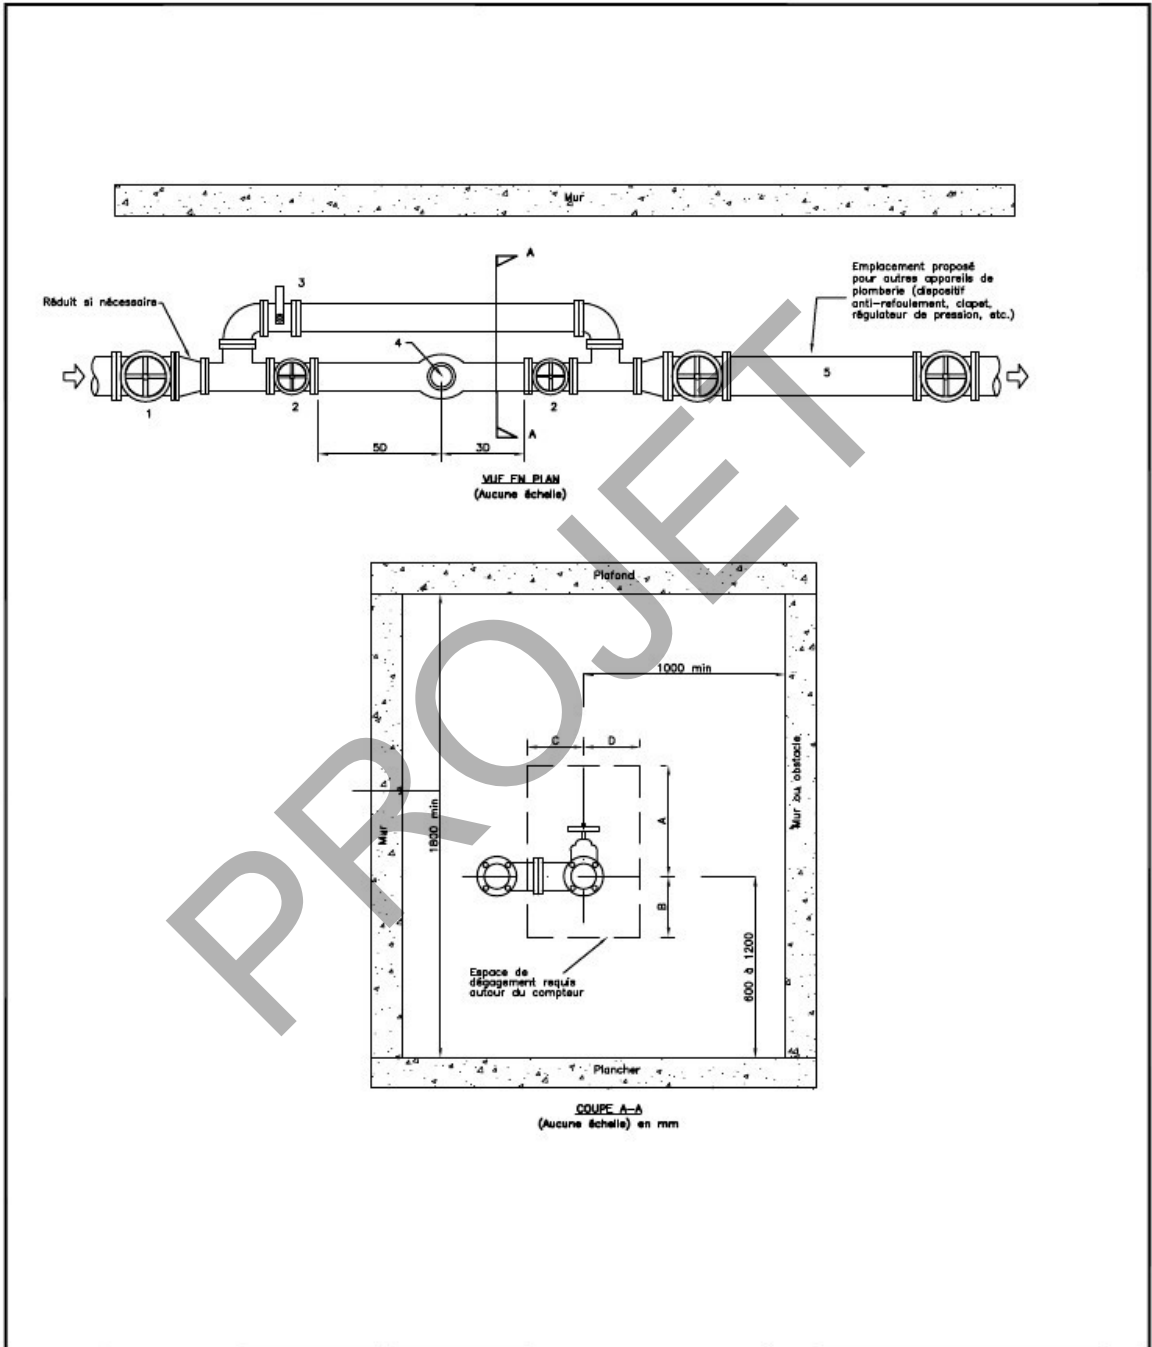 Mur
A
3
Réduit si nécessaire
Emplacement proposé
pour autres appareils de
plomberie (dispositif
anti-refoulement, clapet,
régulateur de pression, etc.)
4
5
1
2
2
A
5D
3D
VUE EN PLAN
(Aucune échelle)
Plafond
1000 min
C
D
Mur ou obstacle
A
1800 min
Mur
B
600 à 1200
Espace de
dégagement requis
autour du compteur
Plancher
COUPE A-A
(Aucune échelle) en mm
PROJET